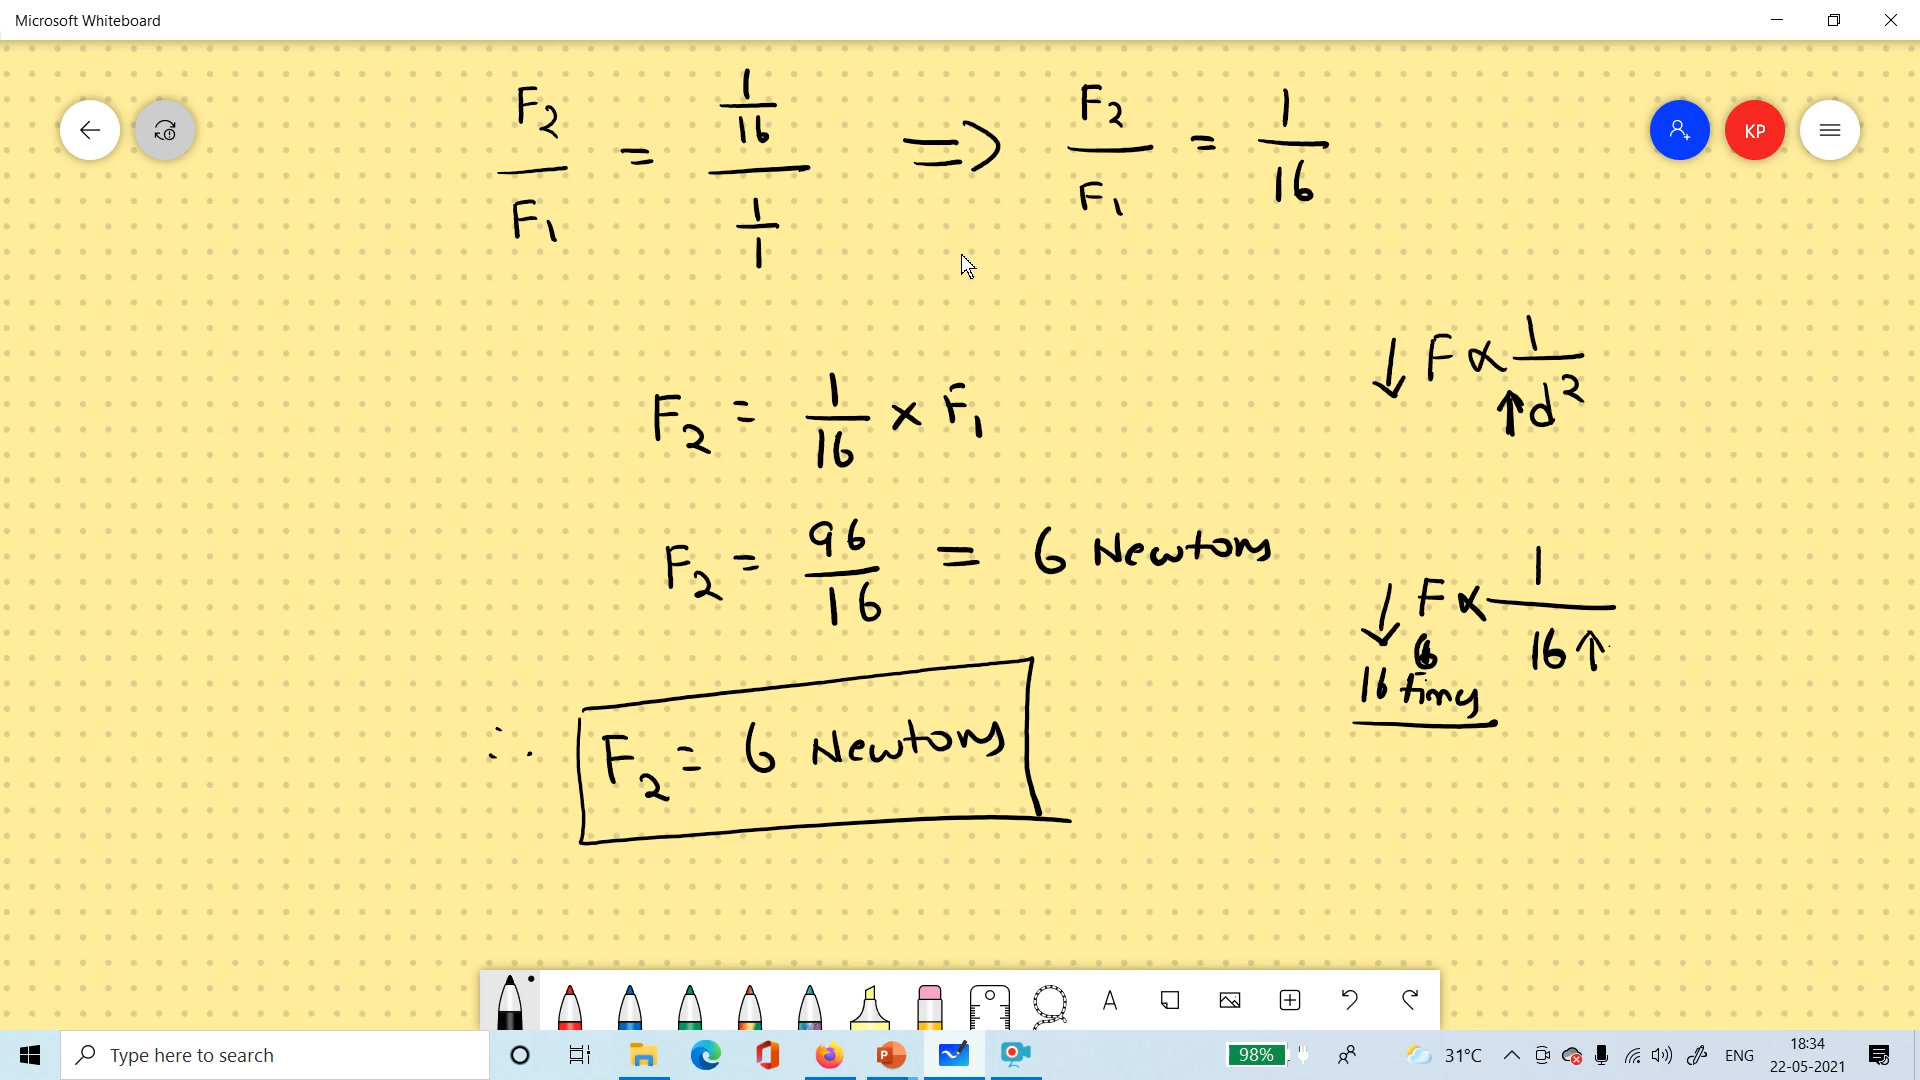 Microsoft Whiteboard
F₂/F₁ = (1/16)/(1/1) => F₂/F₁ = 1/16
KP
F ∝ 1/d²
F₂ = 1/16 × F₁
F₂ = 96/16 = 6 Newtons
F ∝ 1/16
16 times
∴ F₂ = 6 Newtons
Type here to search
98%
31°C
ENG
18:34
22-05-2021